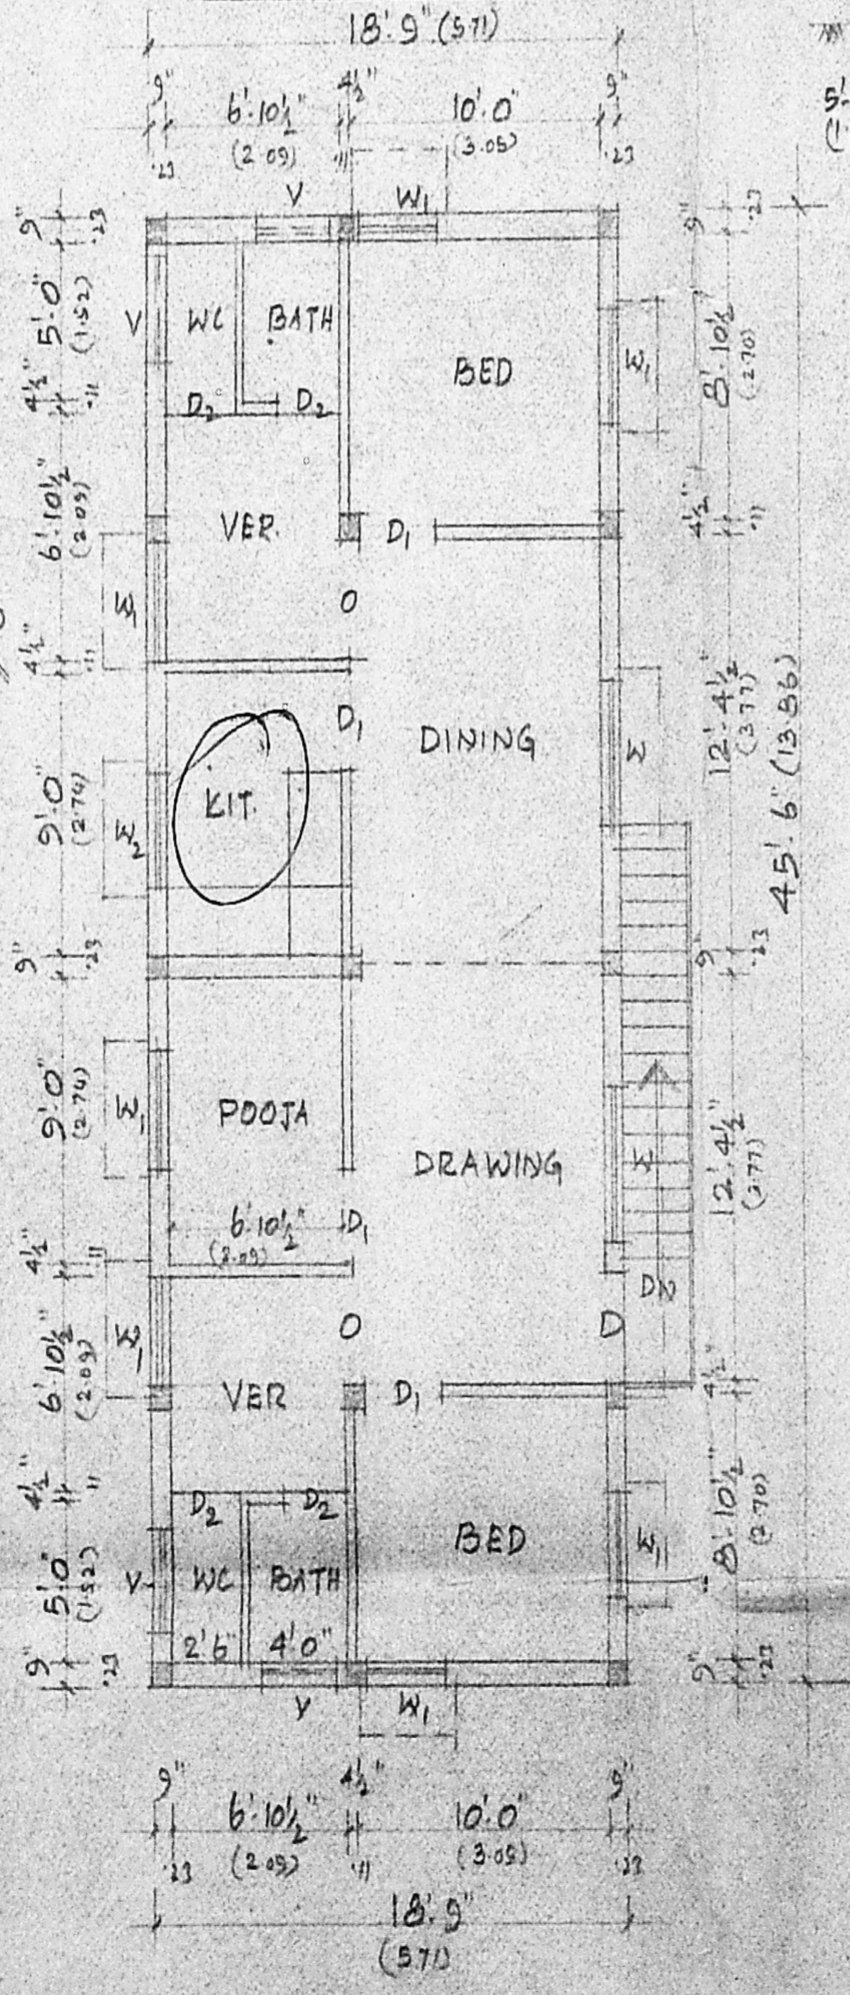 18'.9" (5.71)
9" 6'.10½" 4½" 10'.0" 9"
.23 (2.09) .11 (3.05) .23
V W₁
9" .23
9" .23
5'.0" (1.52)
V WC BATH
BED
W₁
8'.10½" (2.70)
4½" .11
D₂ D₂
6'.10½" (2.09)
VER.
D₁
4½" .11
W₁
O
4½" .11
D₁
DINING
W
12'.4½" (3.77)
45'.6" (13.86)
9'.0" (2.74)
W₂
KIT.
9" .23
9" .23
9'.0" (2.74)
W₁
POOJA
DRAWING
W
12'.4½" (3.77)
6'.10½" D₁
(2.09)
4½" .11
DN
W₁
O D
6'.10½" (2.09)
VER
D₁
4½" .11
4½" .11
D₂ D₂
BED
W₁
8'.10½" (2.70)
5'.0" (1.52)
V WC BATH
2'6" 4'0"
9" .23
9" .23
V W₁
9" 6'.10½" 4½" 10'.0" 9"
.23 (2.09) .11 (3.05) .23
18'.9"
(5.71)